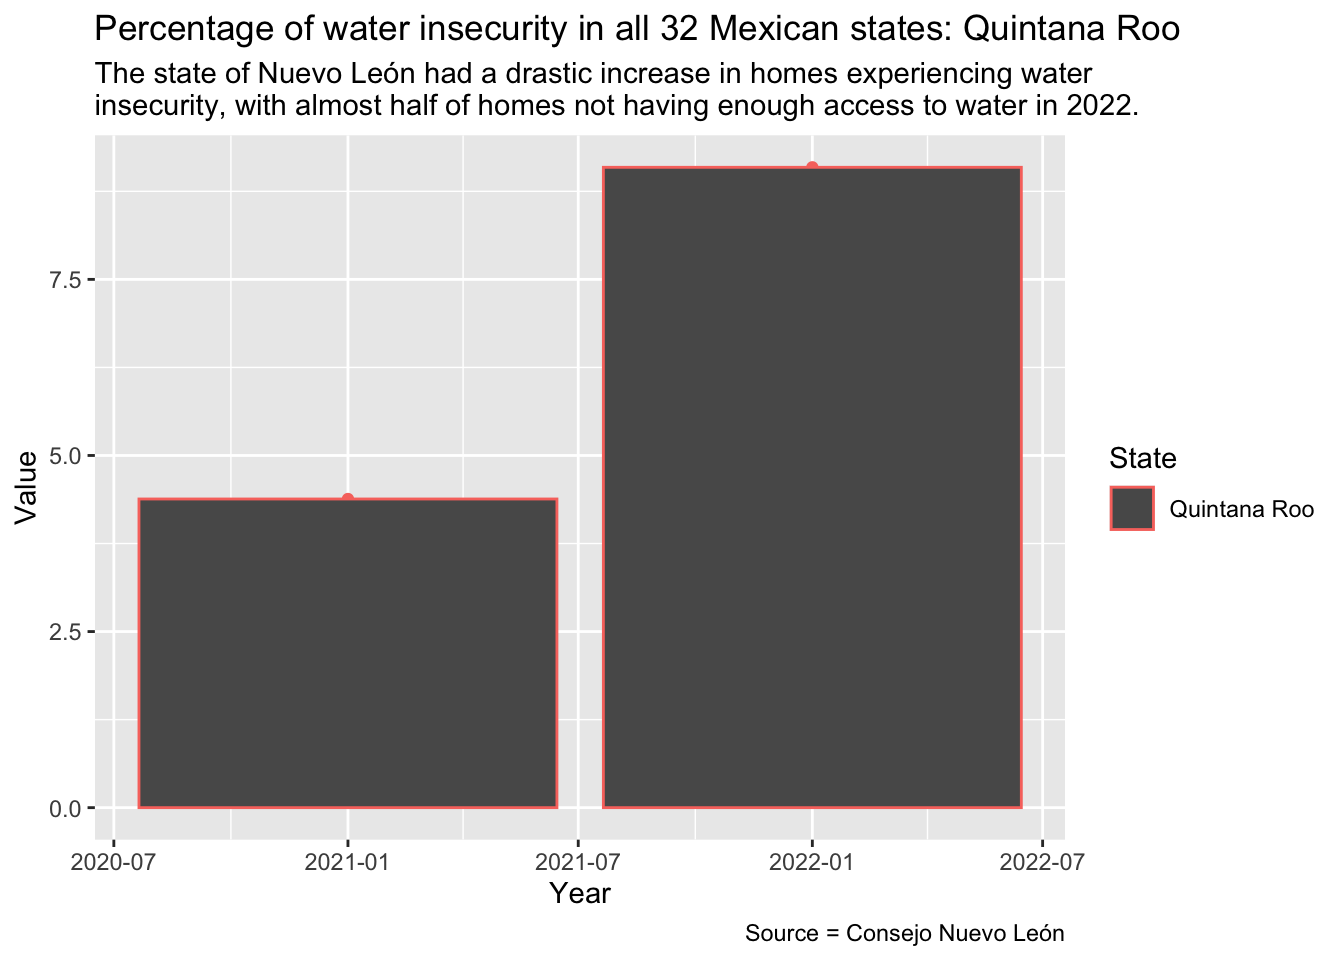 Percentage of water insecurity in all 32 Mexican states: Quintana Roo
The state of Nuevo León had a drastic increase in homes experiencing water
insecurity, with almost half of homes not having enough access to water in 2022.
7.5
5.0
2.5
0.0
Value
2020-07
2021-01
2021-07
2022-01
2022-07
Year
State
Quintana Roo
Source = Consejo Nuevo León